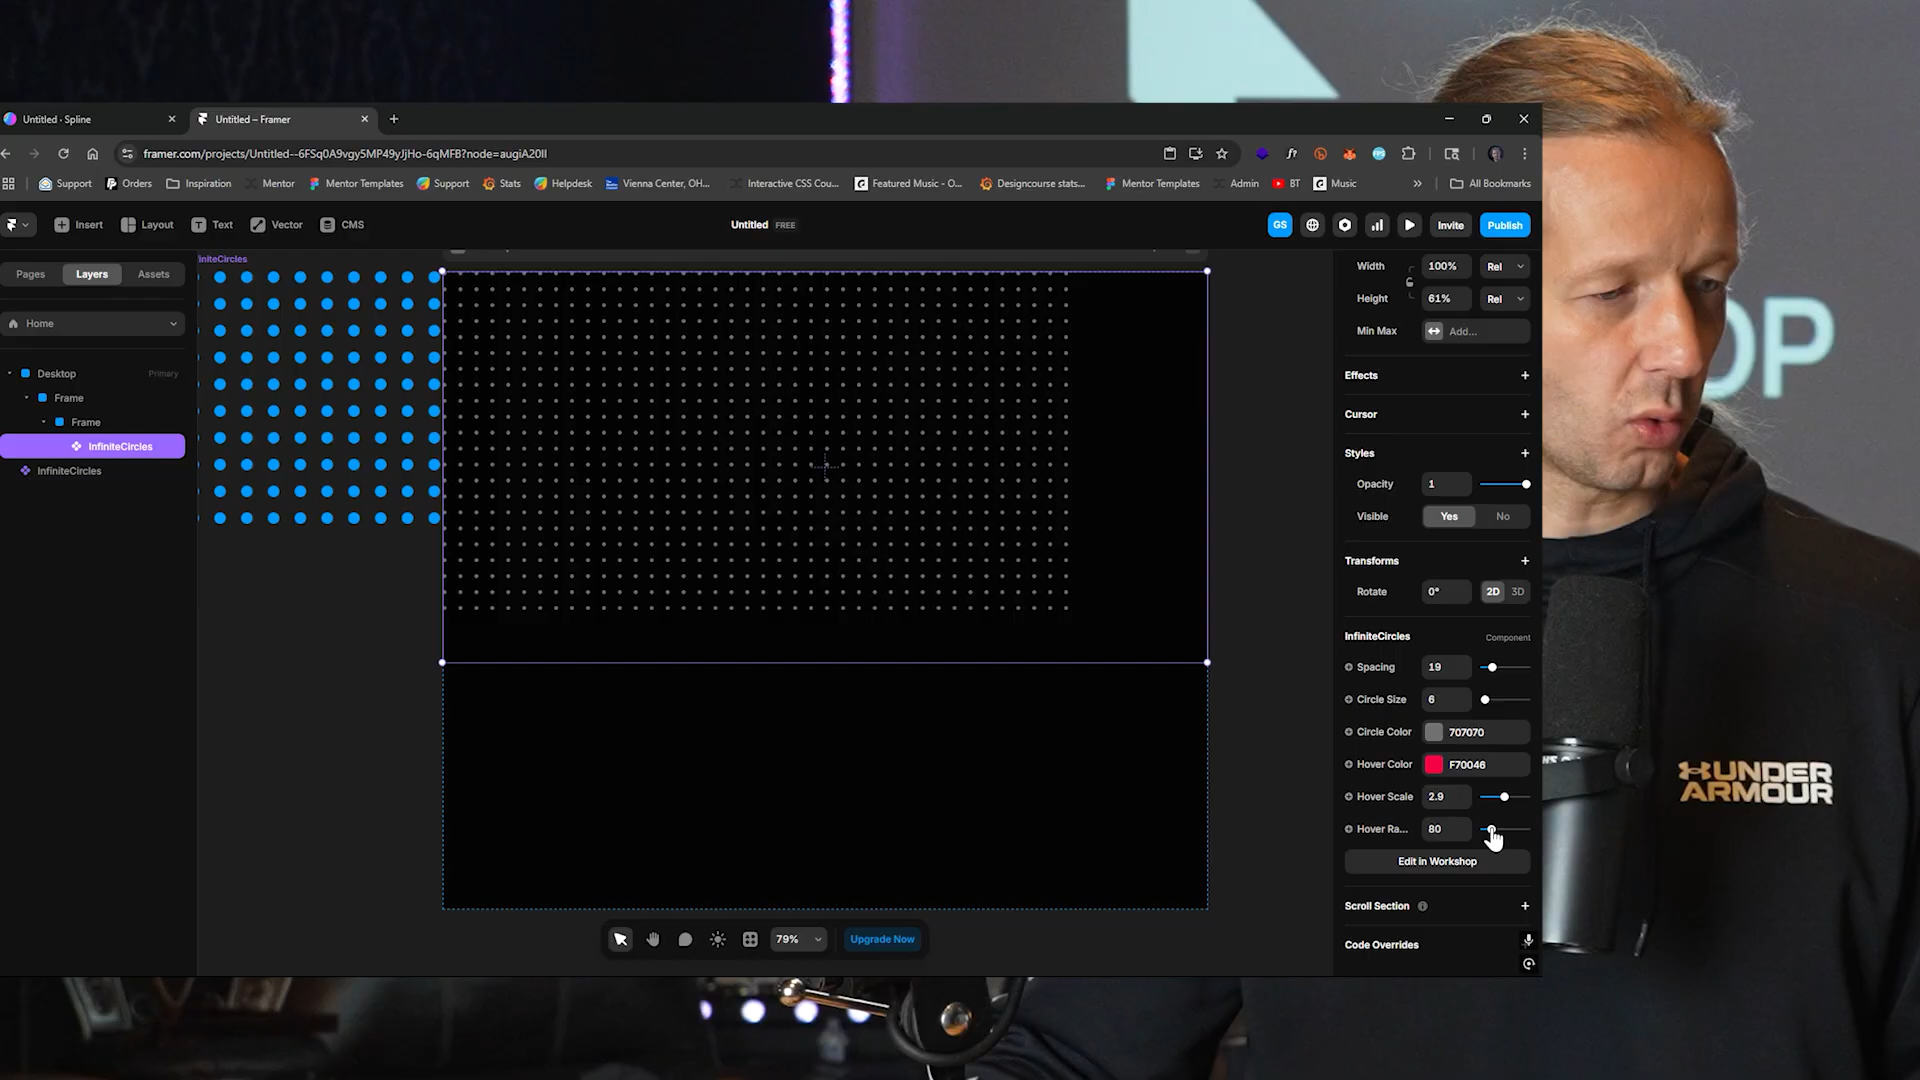 Untitled - Spline
Untitled – Framer
framer.com/projects/Untitled--6FSq0A9vgy5MP49yJjHo-6qMFB?node=augiA20II
Support
Orders
Inspiration
Mentor
Mentor Templates
Support
Stats
Helpdesk
Vienna Center, OH,...
Interactive CSS Cou...
Featured Music - O...
Designcourse stats...
Mentor Templates
Admin
BT
Music
All Bookmarks
Insert
Layout
Text
Vector
CMS
Untitled FREE
GS
Invite
Publish
Pages
Layers
Assets
Home
Desktop Primary
Frame
Frame
InfiniteCircles
InfiniteCircles
finiteCircles
79%
Upgrade Now
Width 100% Rel
Height 61% Rel
Min Max Add...
Effects
Cursor
Styles
Opacity 1
Visible Yes No
Transforms
Rotate 0° 2D 3D
InfiniteCircles Component
Spacing 19
Circle Size 6
Circle Color 707070
Hover Color F70046
Hover Scale 2.9
Hover Ra... 80
Edit in Workshop
Scroll Section
Code Overrides
OP
UNDER
ARMOUR